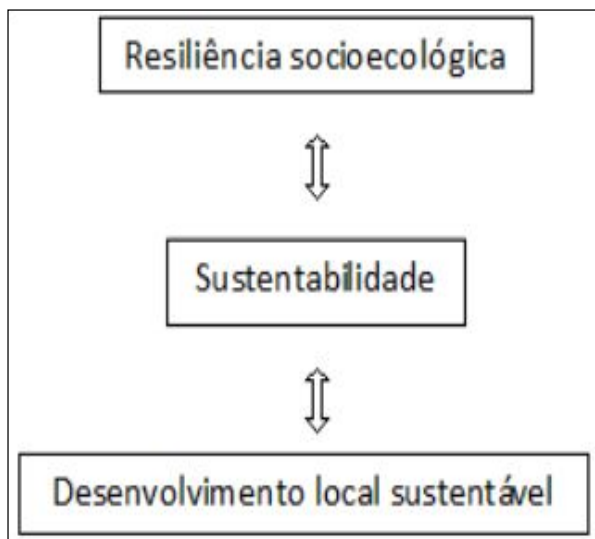 Resiliência socioecológica
Sustentabilidade
Desenvolvimento local sustentável